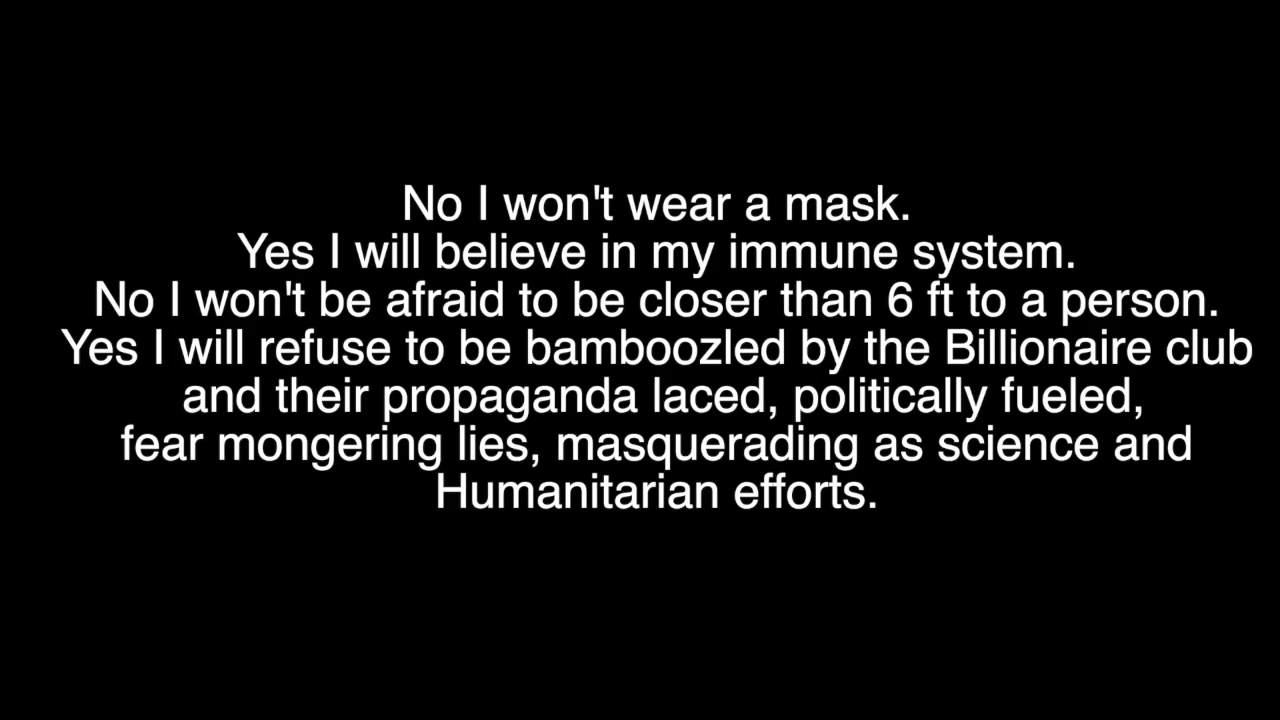 No I won't wear a mask.
Yes I will believe in my immune system.
No I won't be afraid to be closer than 6 ft to a person.
Yes I will refuse to be bamboozled by the Billionaire club
and their propaganda laced, politically fueled,
fear mongering lies, masquerading as science and
Humanitarian efforts.